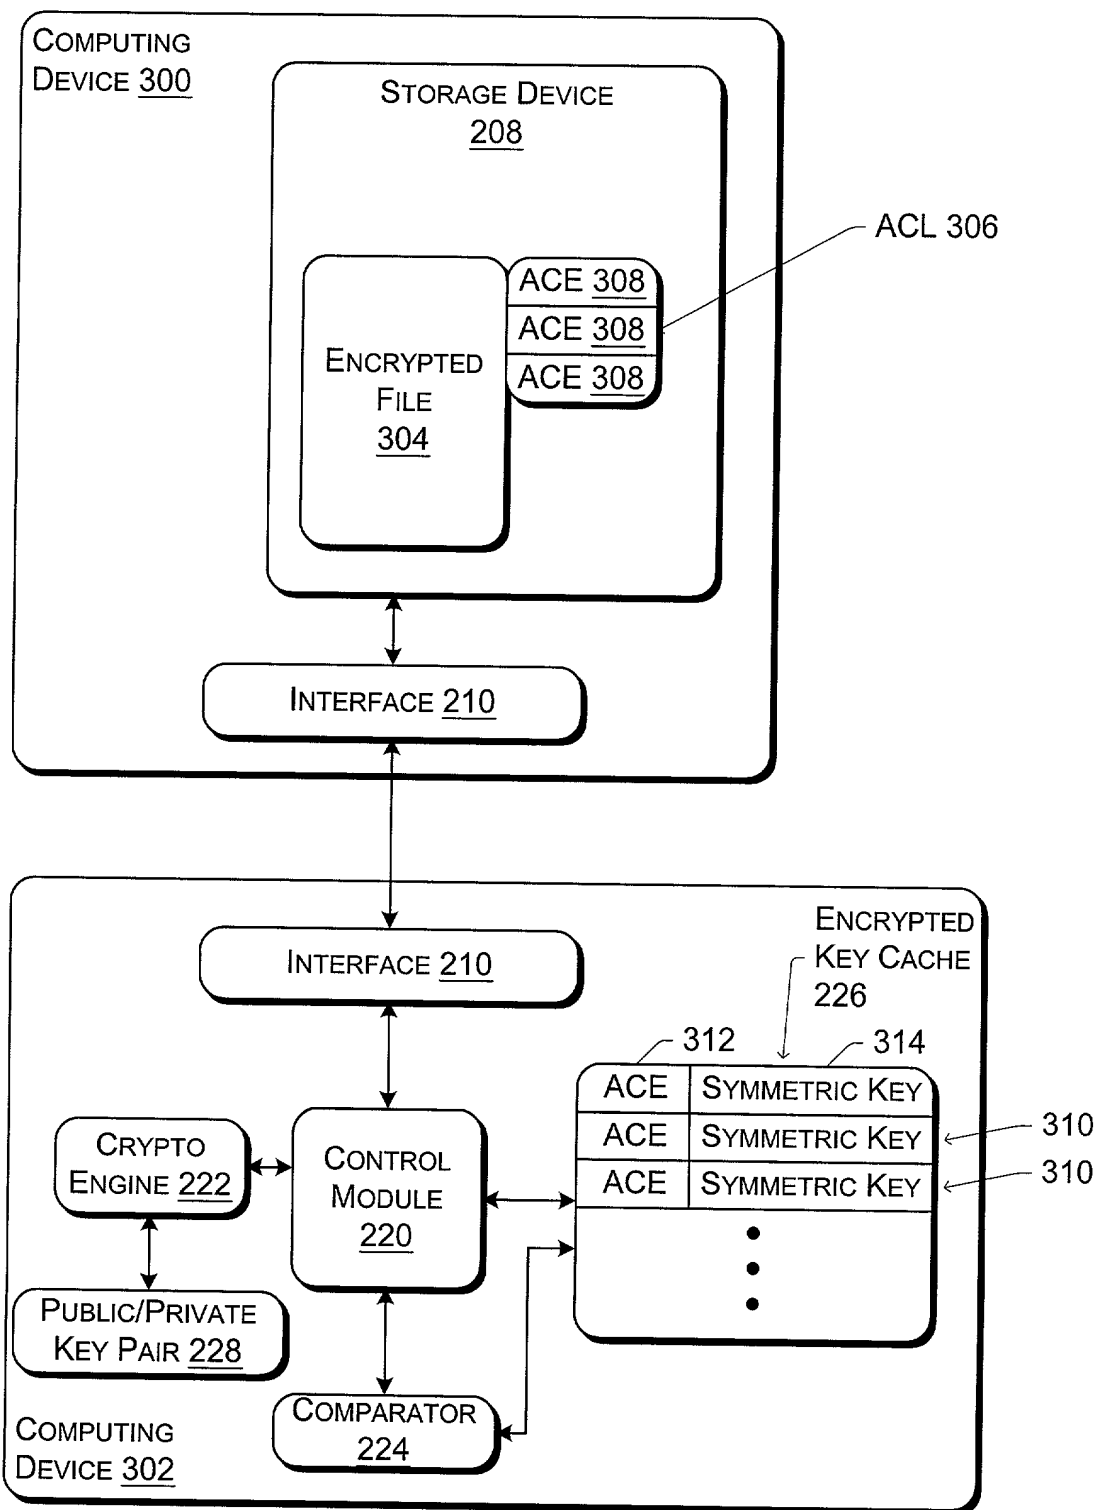 COMPUTING
DEVICE 300
STORAGE DEVICE
208
ACL 306
ACE 308
ACE 308
ACE 308
ENCRYPTED
FILE
304
INTERFACE 210
INTERFACE 210
ENCRYPTED
KEY CACHE
226
312
314
ACE SYMMETRIC KEY
ACE SYMMETRIC KEY
310
ACE SYMMETRIC KEY
310
CRYPTO
ENGINE 222
CONTROL
MODULE
220
PUBLIC/PRIVATE
KEY PAIR 228
COMPARATOR
224
COMPUTING
DEVICE 302